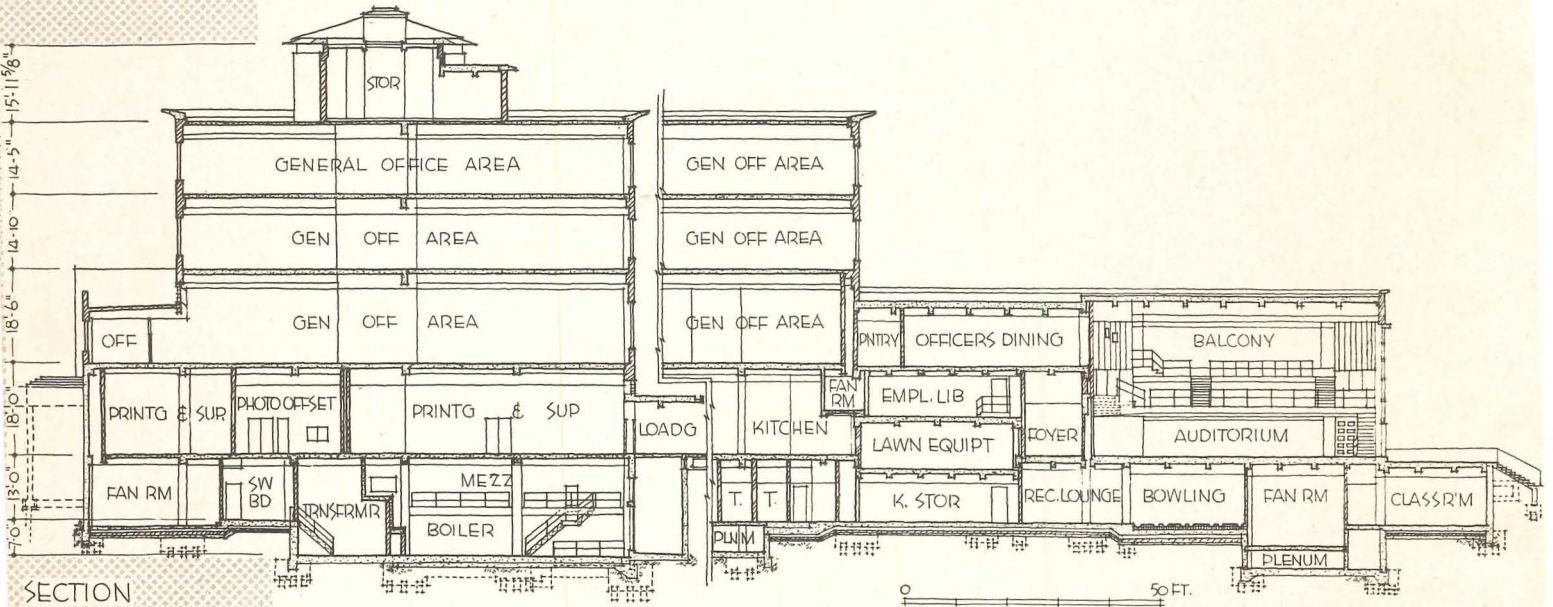 STOR
15'-11 5/8"
GENERAL OFFICE AREA
GEN OFF AREA
14'-5"
GEN OFF AREA
GEN OFF AREA
14'-10"
GEN OFF AREA
GEN OFF AREA
18'-6"
OFF
PNTRY
OFFICERS DINING
BALCONY
PRINTG & SUP
PHOTO OFFSET
PRINTG & SUP
LOADG
KITCHEN
FAN RM
EMPL. LIB
LAWN EQUIPT
FOYER
AUDITORIUM
18'-0"
FAN RM
SW BD
TRNSFRMR
MEZZ
BOILER
T.
T.
K. STOR
REC. LOUNGE
BOWLING
FAN RM
CLASSR'M
13'-0"
PLNM
PLENUM
7'-0"
SECTION
0
50 FT.